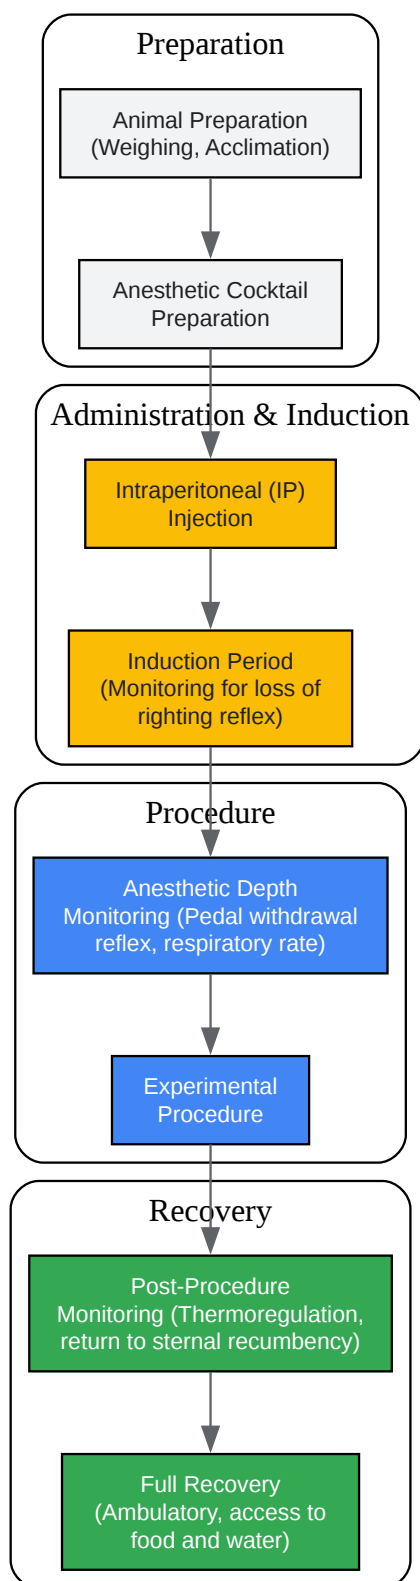 Preparation
Animal Preparation
(Weighing, Acclimation)
Anesthetic Cocktail
Preparation
Administration & Induction
Intraperitoneal (IP)
Injection
Induction Period
(Monitoring for loss of
righting reflex)
Procedure
Anesthetic Depth
Monitoring (Pedal withdrawal
reflex, respiratory rate)
Experimental
Procedure
Recovery
Post-Procedure
Monitoring (Thermoregulation,
return to sternal recumbency)
Full Recovery
(Ambulatory, access to
food and water)